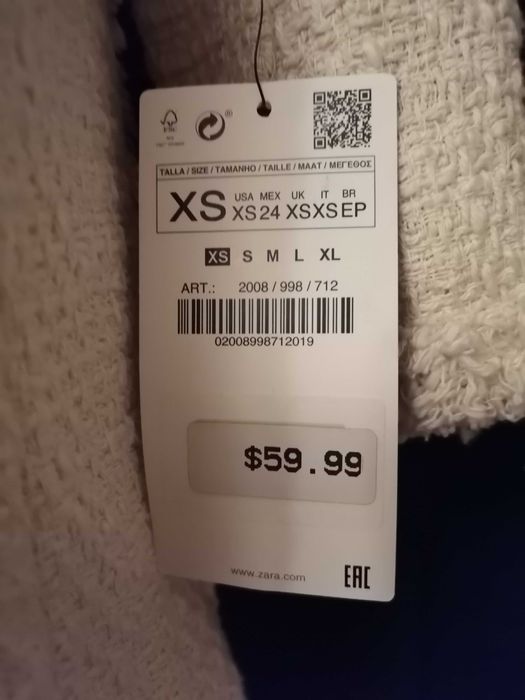 FSC
®
TALLA / SIZE / TAMANHO / TAILLE / MAAT / ΜΕΓΕΘΟΣ
XS
USA MEX UK IT BR
XS 24 XS XS EP
XS S M L XL
ART.: 2008 / 998 / 712
02008998712019
$59.99
www.zara.com
EAC